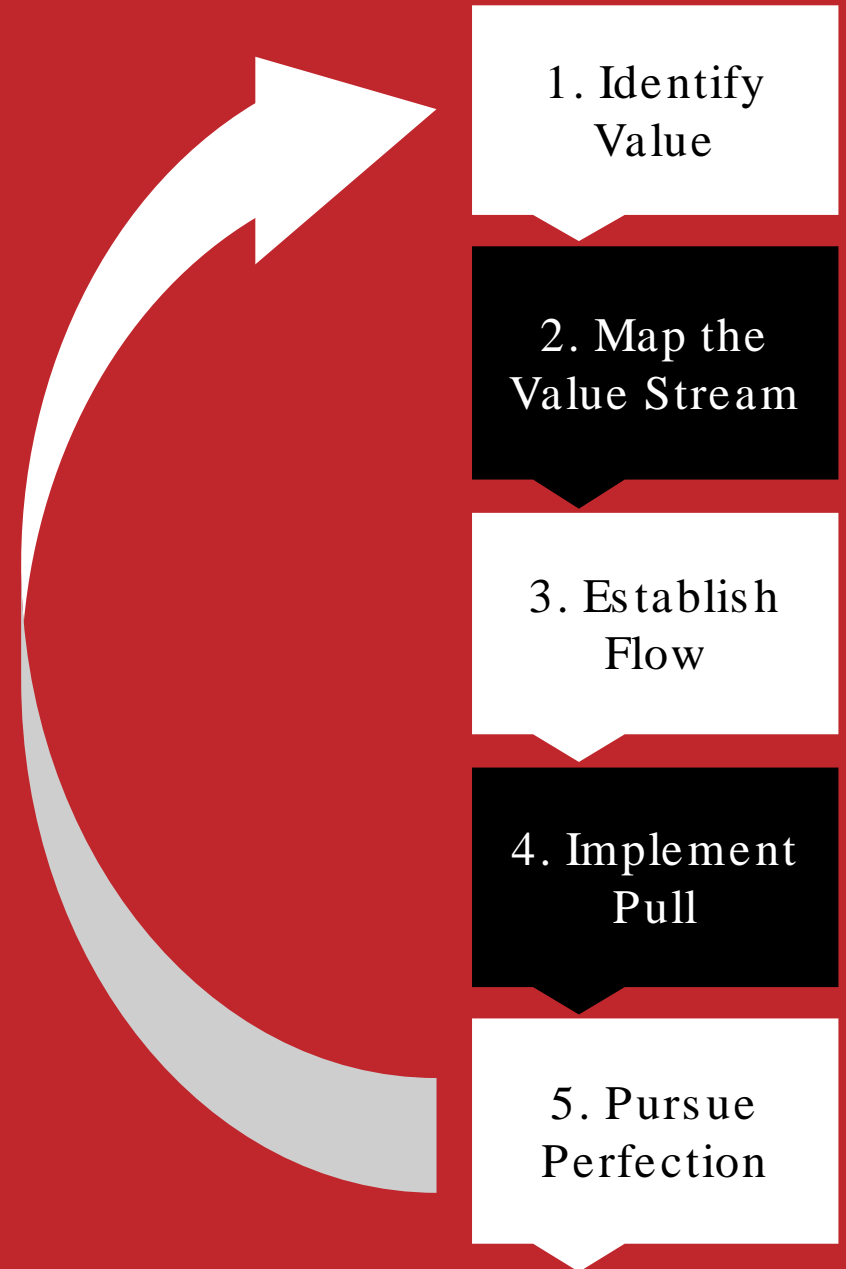 1. Identify
Value
2. Map the
Value Stream
3. Establish
Flow
4. Implement
Pull
5. Pursue
Perfection